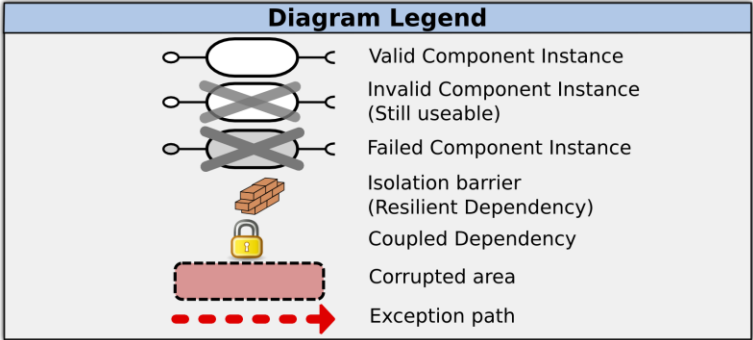 Diagram Legend
Valid Component Instance
Invalid Component Instance
(Still useable)
Failed Component Instance
Isolation barrier
(Resilient Dependency)
Coupled Dependency
Corrupted area
Exception path